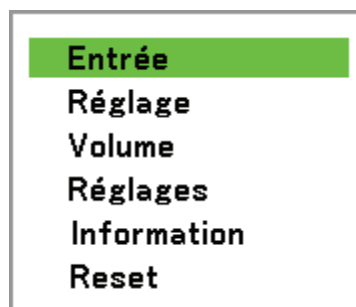 Entrée
Réglage
Volume
Réglages
Information
Reset